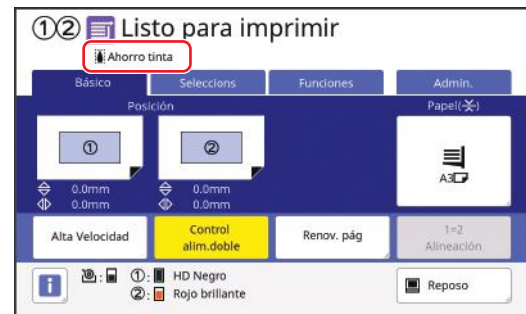 ①② Listo para imprimir
Ahorro tinta
Básico Seleccions Funciones Admin.
Posición Papel( )
① ②
A3
0.0mm 0.0mm
0.0mm 0.0mm
Alta Velocidad Control alim.doble Renov. pág 1=2 Alineación
i : ①: HD Negro Reposo
②: Rojo brillante